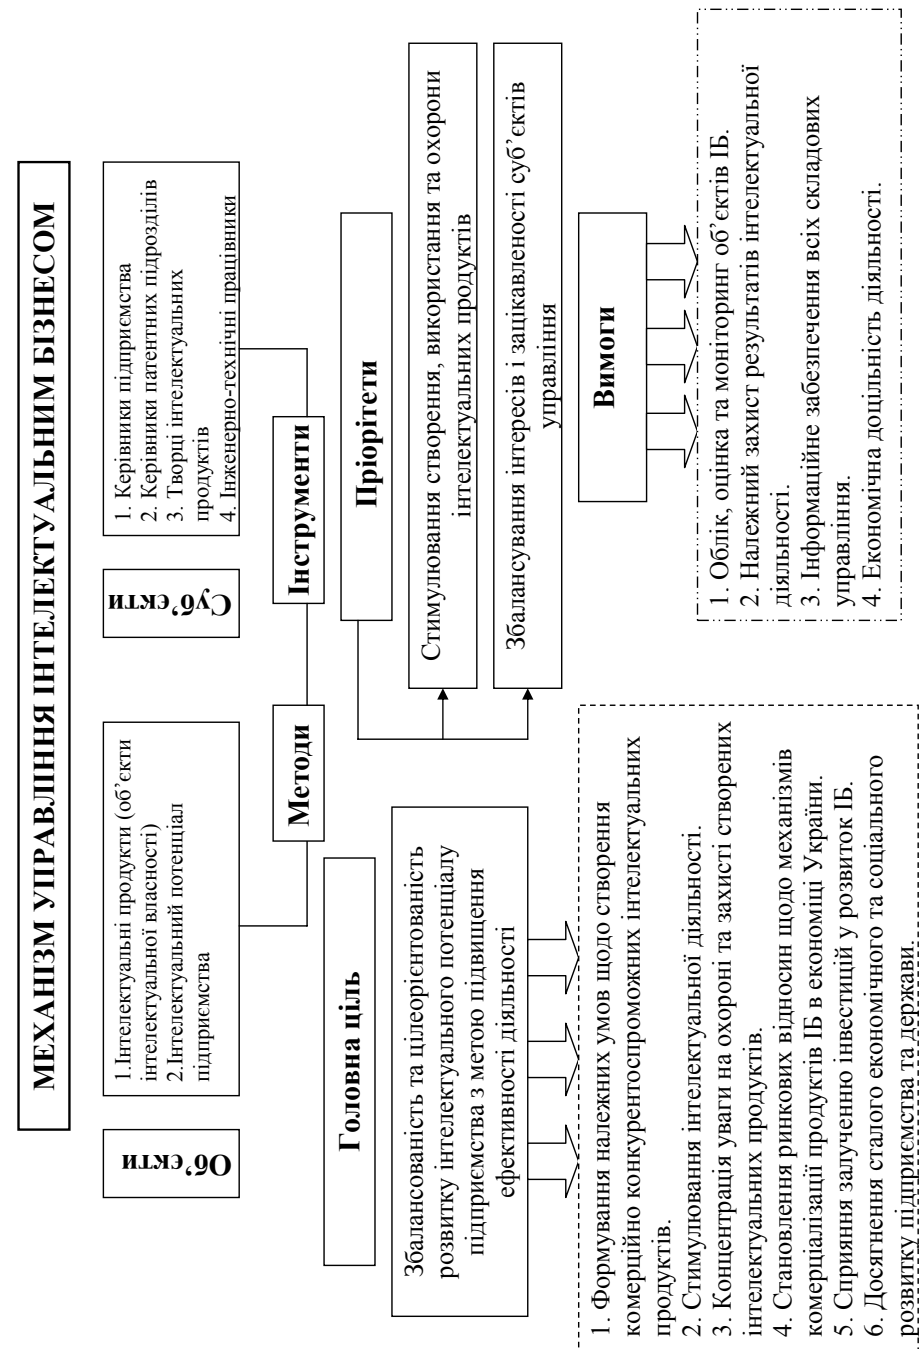 МЕХАНІЗМ УПРАВЛІННЯ ІНТЕЛЕКТУАЛЬНИМ БІЗНЕСОМ
Об’єкти
1.Інтелектуальні продукти (об’єкти
інтелектуальної власності)
2.Інтелектуальний потенціал
підприємства
Суб’єкти
1. Керівники підприємства
2. Керівники патентних підрозділів
3. Творці інтелектуальних
продуктів
4. Інженерно-технічні працівники
Методи
Інструменти
Головна ціль
Збалансованість та цілеорієнтованість
розвитку інтелектуального потенціалу
підприємства з метою підвищення
ефективності діяльності
1. Формування належних умов щодо створення
комерційно конкурентоспроможних інтелектуальних
продуктів.
2. Стимулювання інтелектуальної діяльності.
3. Концентрація уваги на охороні та захисті створених
інтелектуальних продуктів.
4. Становлення ринкових відносин щодо механізмів
комерціалізації продуктів ІБ в економіці України.
5. Сприяння залученню інвестицій у розвиток ІБ.
6. Досягнення сталого економічного та соціального
розвитку підприємства та держави.
Пріорітети
Стимулювання створення, використання та охорони
інтелектуальних продуктів
Збалансування інтересів і зацікавленості суб’єктів
управління
Вимоги
1. Облік, оцінка та моніторинг об’єктів ІБ.
2. Належний захист результатів інтелектуальної
діяльності.
3. Інформаційне забезпечення всіх складових
управління.
4. Економічна доцільність діяльності.